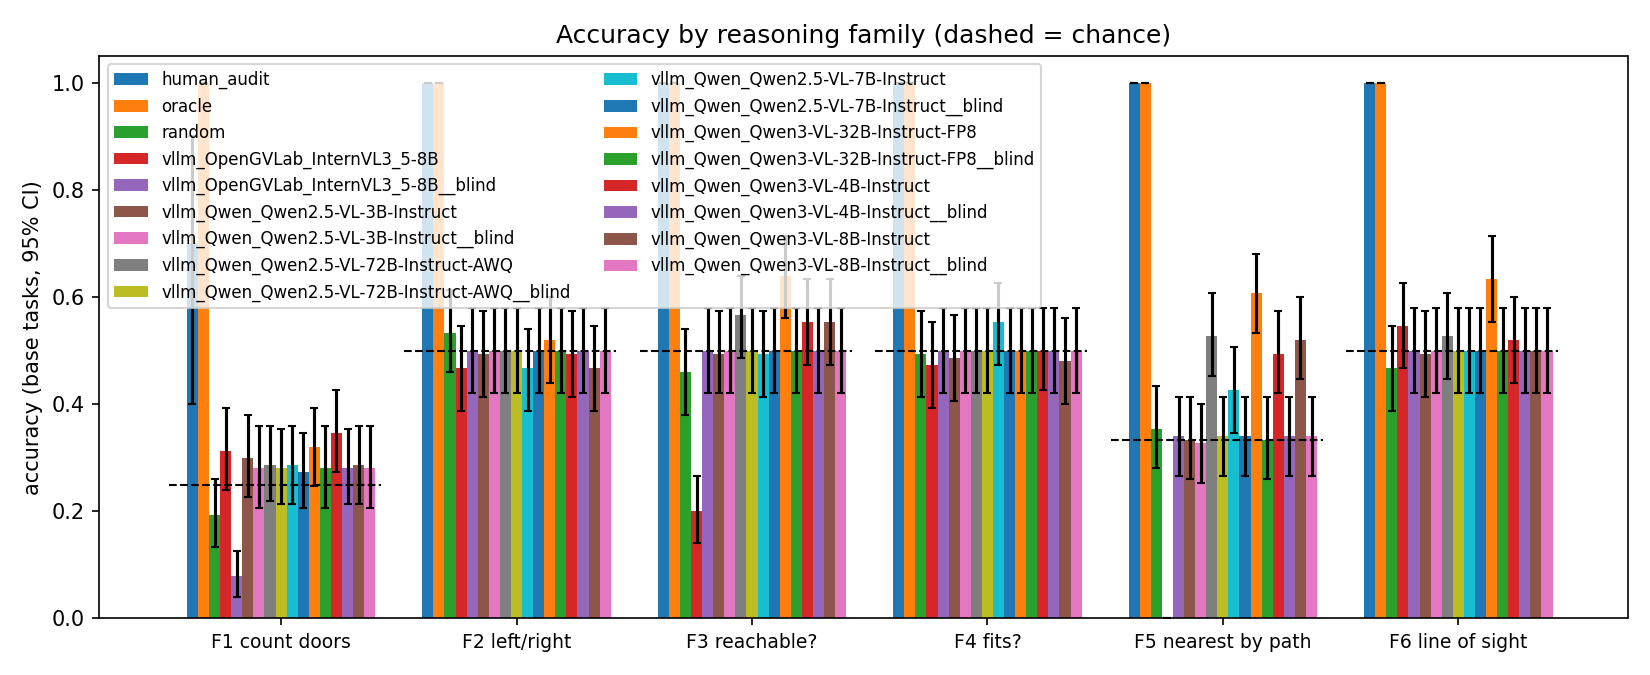 Accuracy by reasoning family (dashed = chance)
accuracy (base tasks, 95% CI)
1.0
0.8
0.6
0.4
0.2
0.0
human_audit
oracle
random
vllm_OpenGVLab_InternVL3_5-8B
vllm_OpenGVLab_InternVL3_5-8B__blind
vllm_Qwen_Qwen2.5-VL-3B-Instruct
vllm_Qwen_Qwen2.5-VL-3B-Instruct__blind
vllm_Qwen_Qwen2.5-VL-72B-Instruct-AWQ
vllm_Qwen_Qwen2.5-VL-72B-Instruct-AWQ__blind
vllm_Qwen_Qwen2.5-VL-7B-Instruct
vllm_Qwen_Qwen2.5-VL-7B-Instruct__blind
vllm_Qwen_Qwen3-VL-32B-Instruct-FP8
vllm_Qwen_Qwen3-VL-32B-Instruct-FP8__blind
vllm_Qwen_Qwen3-VL-4B-Instruct
vllm_Qwen_Qwen3-VL-4B-Instruct__blind
vllm_Qwen_Qwen3-VL-8B-Instruct
vllm_Qwen_Qwen3-VL-8B-Instruct__blind
F1 count doors
F2 left/right
F3 reachable?
F4 fits?
F5 nearest by path
F6 line of sight